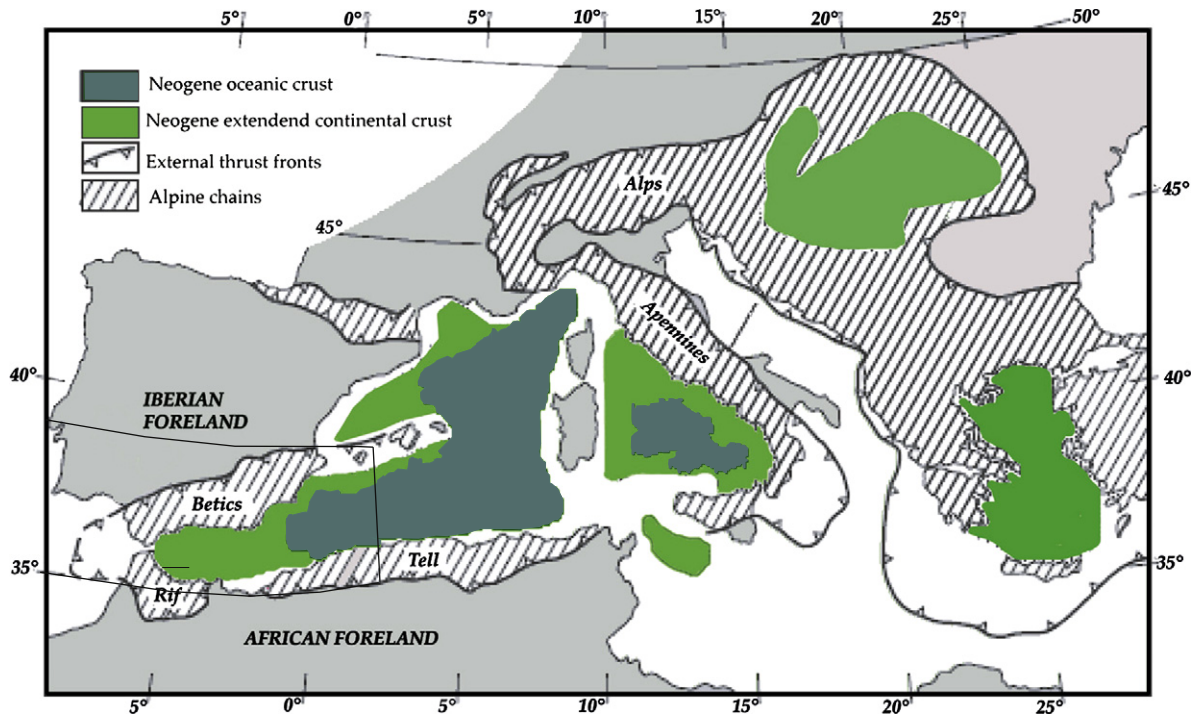 5° 0° 5° 10° 15° 20° 25° 50°
Neogene oceanic crust
Neogene extendend continental crust
External thrust fronts
Alpine chains
Alps
45°
45°
Apennines
40°
40°
IBERIAN
FORELAND
Betics
Tell
35°
35°
Rif
AFRICAN FORELAND
5° 0° 5° 10° 15° 20° 25°